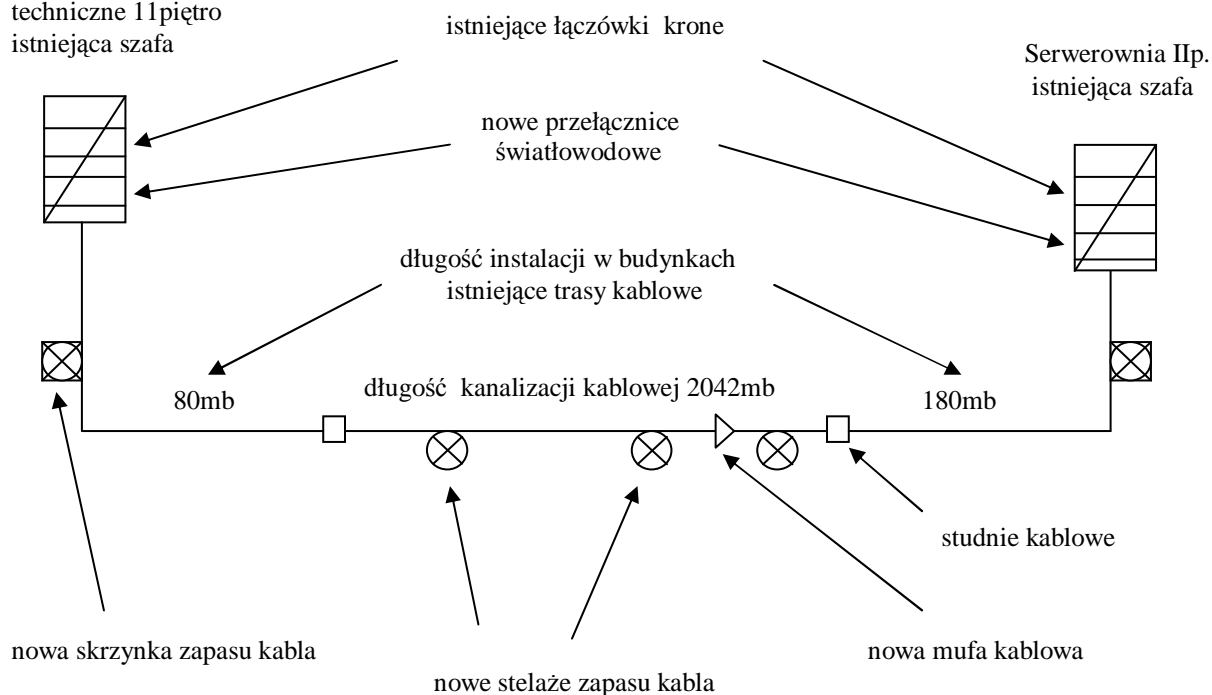 techniczne 11piętro
istniejąca szafa
istniejące łączówki krone
Serwerownia IIp.
istniejąca szafa
nowe przełącznice
światłowodowe
długość instalacji w budynkach
istniejące trasy kablowe
80mb
długość kanalizacji kablowej 2042mb
180mb
studnie kablowe
nowa skrzynka zapasu kabla
nowa mufa kablowa
nowe stelaże zapasu kabla